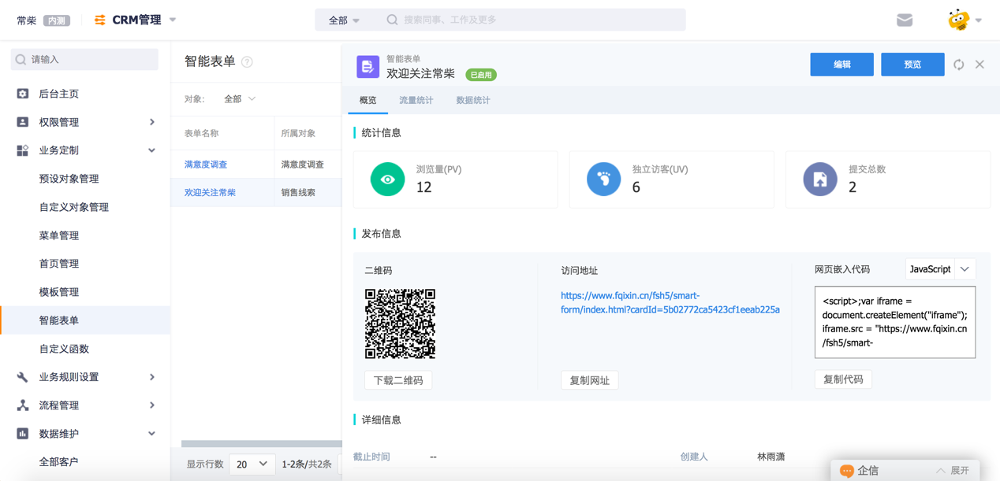 常柴 内测 CRM管理
全部 搜索同事、工作及更多
请输入
后台主页
权限管理
业务定制
预设对象管理
自定义对象管理
菜单管理
首页管理
模板管理
智能表单
自定义函数
业务规则设置
流程管理
数据维护
全部客户
智能表单 ?
对象: 全部
表单名称 所属对象
满意度调查 满意度调查
欢迎关注常柴 销售线索
显示行数 20 1-2条/共2条
智能表单
欢迎关注常柴 已启用
编辑 预览
概览 流量统计 数据统计
统计信息
浏览量(PV)
12
独立访客(UV)
6
提交总数
2
发布信息
二维码
下载二维码
访问地址
https://www.fqixin.cn/fsh5/smart-
form/index.html?cardId=5b02772ca5423cf1eeab225a
复制网址
网页嵌入代码 JavaScript
<script>;var iframe =
document.createElement("iframe");
iframe.src = "https://www.fqixin.cn
/fsh5/smart-
复制代码
详细信息
截止时间 -- 创建人 林雨潇
企信 展开